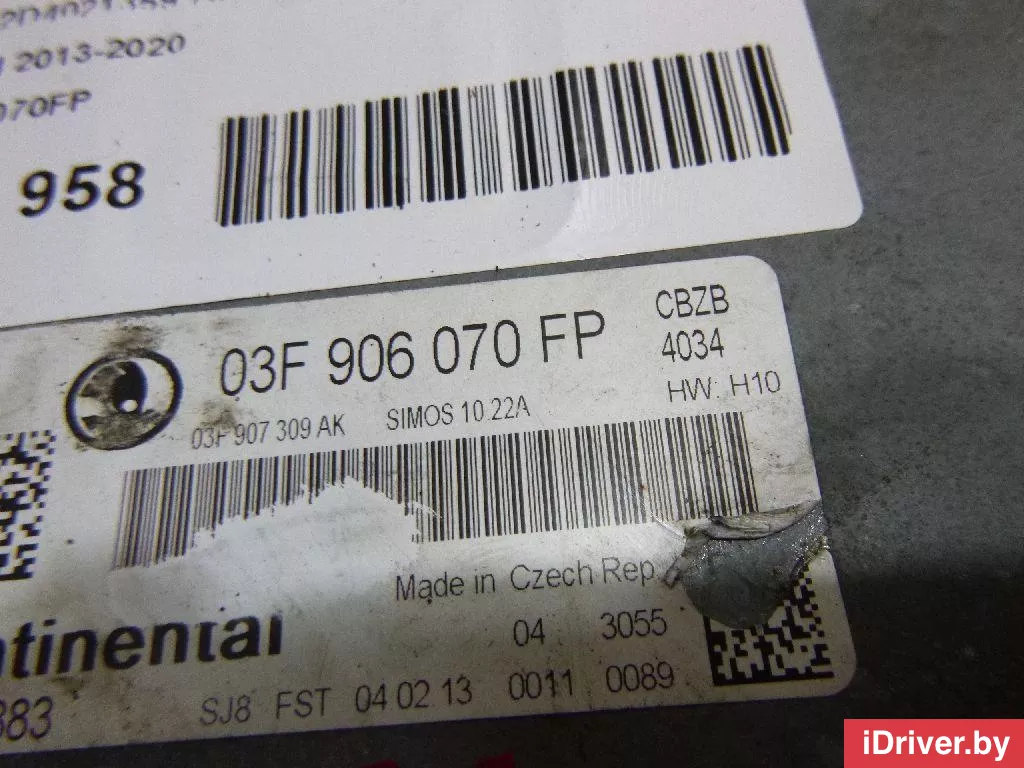 2013-2020
070FP
958
03F 906 070 FP
CBZB
4034
03F 907 309 AK
SIMOS 10.22A
HW: H10
Made in Czech Rep
04 3055
ntinental
883
SJ8 FST 04 02 13 0011 0089
iDriver.by